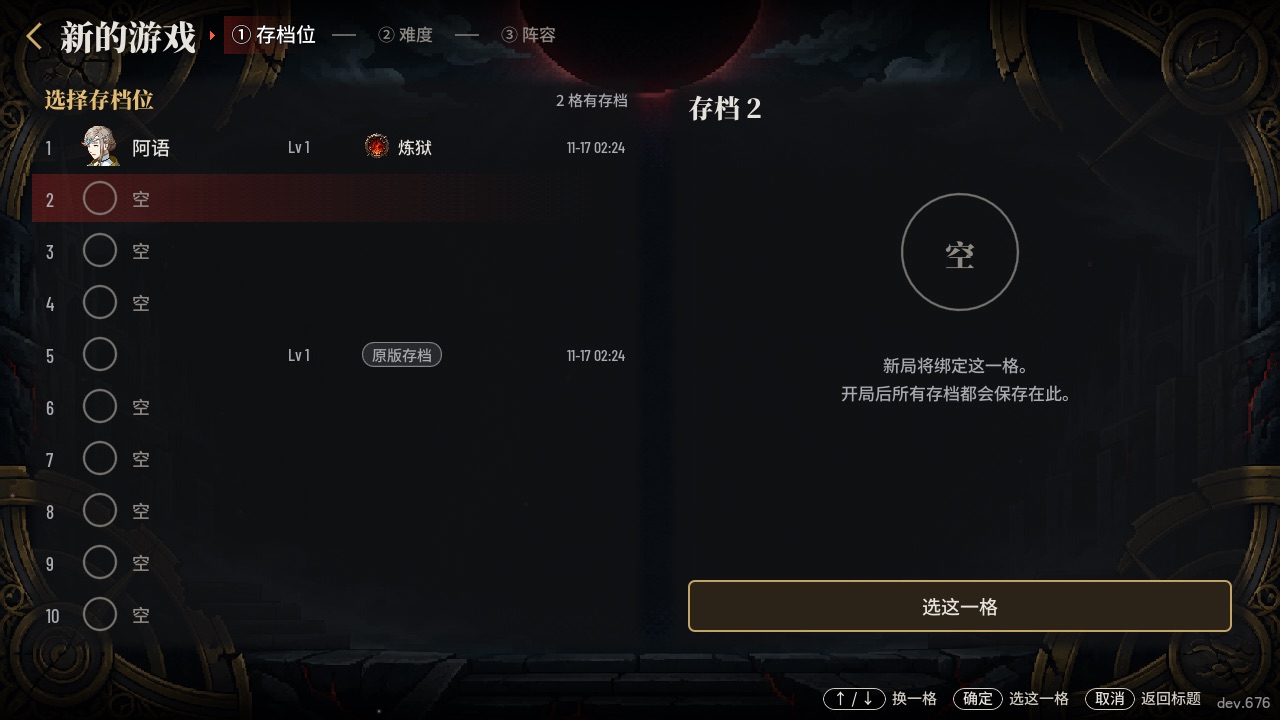 新的游戏 ① 存档位 — ② 难度 — ③ 阵容
选择存档位 2 格有存档
1 阿语 Lv 1 炼狱 11-17 02:24
2 空
3 空
4 空
5 Lv 1 原版存档 11-17 02:24
6 空
7 空
8 空
9 空
10 空
存档 2
空
新局将绑定这一格。
开局后所有存档都会保存在此。
选这一格
↑ / ↓ 换一格 确定 选这一格 取消 返回标题 dev.676